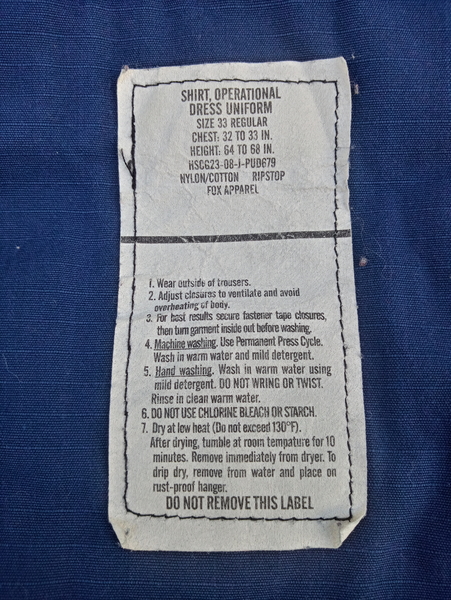 SHIRT, OPERATIONAL
DRESS UNIFORM
SIZE 33 REGULAR
CHEST: 32 TO 33 IN.
HEIGHT: 64 TO 68 IN.
HSCG23-08-J-PUD679
NYLON/COTTON RIPSTOP
FOX APPAREL
1. Wear outside of trousers.
2. Adjust closures to ventilate and avoid
overheating of body.
3. For best results secure fastener tape closures,
then turn garment inside out before washing.
4. Machine washing. Use Permanent Press Cycle.
Wash in warm water and mild detergent.
5. Hand washing. Wash in warm water using
mild detergent. DO NOT WRING OR TWIST.
Rinse in clean warm water.
6. DO NOT USE CHLORINE BLEACH OR STARCH.
7. Dry at low heat (Do not exceed 130°F).
After drying, tumble at room tempature for 10
minutes. Remove immediately from dryer. To
drip dry, remove from water and place on
rust-proof hanger.
DO NOT REMOVE THIS LABEL